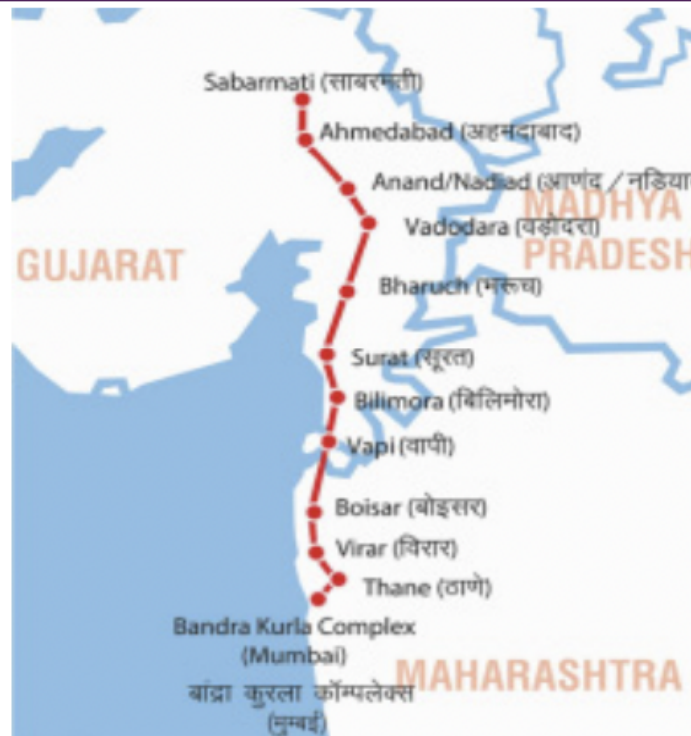 Sabarmati (साबरमती)
Ahmedabad (अहमदाबाद)
Anand/Nadiad (आणंद / नडिया
MADHYA
Vadodara (वड़ोदरा)
PRADESH
GUJARAT
Bharuch (भरूच)
Surat (सूरत)
Bilimora (बिलिमोरा)
Vapi (वापी)
Boisar (बोइसर)
Virar (विरार)
Thane (ठाणे)
Bandra Kurla Complex
(Mumbai)
MAHARASHTRA
बांद्रा कुरला कॉम्पलेक्स
(मुम्बई)